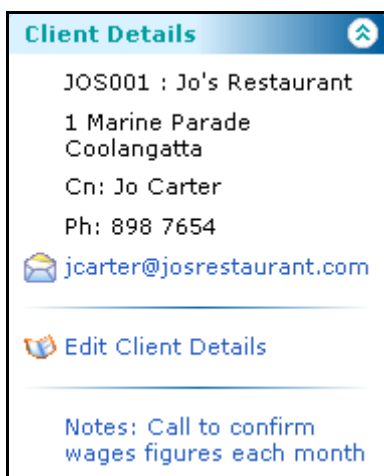 Client Details
JOS001 : Jo's Restaurant
1 Marine Parade
Coolangatta
Cn: Jo Carter
Ph: 898 7654
jcarter@josrestaurant.com
Edit Client Details
Notes: Call to confirm
wages figures each month